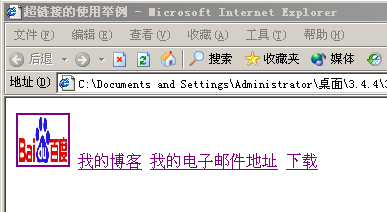 超链接的使用举例 - Microsoft Internet Explorer
文件(F) 编辑(E) 查看(V) 收藏(A) 工具(T) 帮助(H)
后退 搜索 收藏夹 媒体
地址(D) C:\Documents and Settings\Administrator\桌面\3.4.4\3
Bai 百度 我的博客 我的电子邮件地址 下载